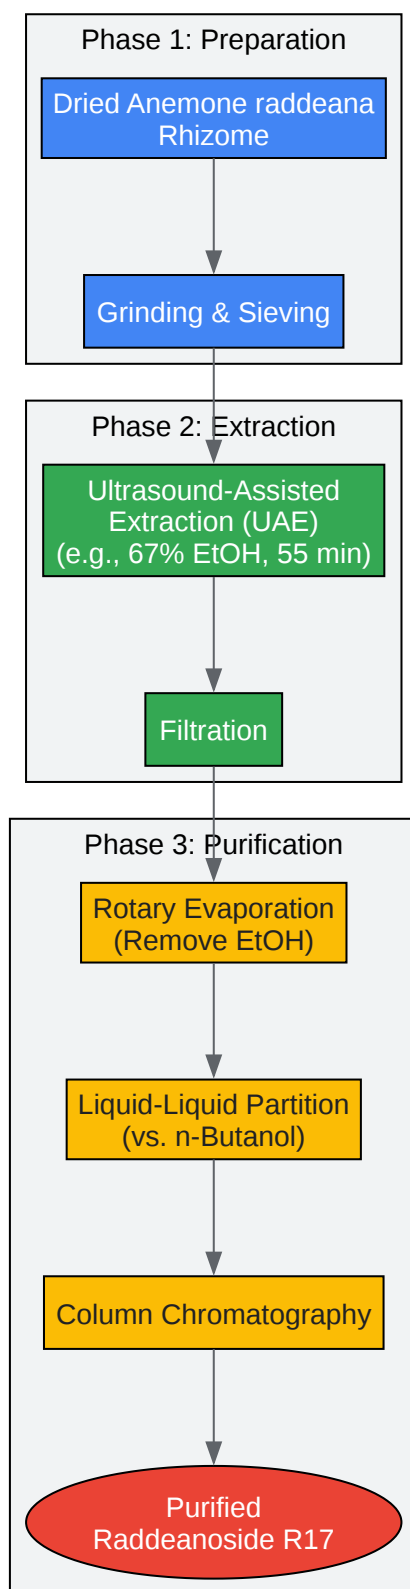 Phase 1: Preparation
Dried Anemone raddeana
Rhizome
Grinding & Sieving
Phase 2: Extraction
Ultrasound-Assisted
Extraction (UAE)
(e.g., 67% EtOH, 55 min)
Filtration
Phase 3: Purification
Rotary Evaporation
(Remove EtOH)
Liquid-Liquid Partition
(vs. n-Butanol)
Column Chromatography
Purified
Raddeanoside R17